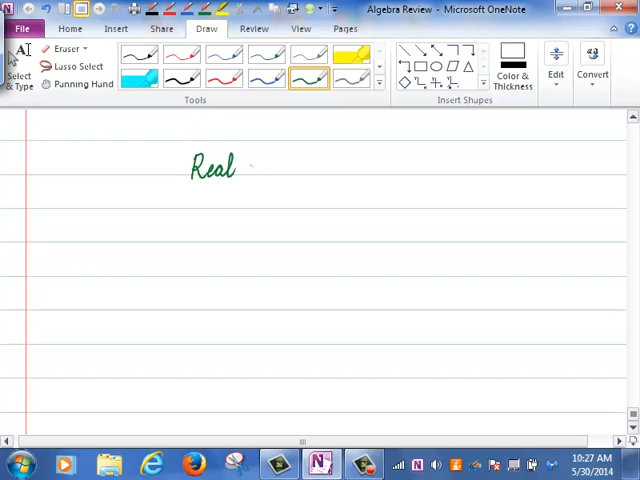 Algebra Review - Microsoft OneNote
File Home Insert Share Draw Review View Pages
Select & Type
Eraser
Lasso Select
Panning Hand
Tools
Insert Shapes
Color & Thickness
Edit
Convert
Real
10:27 AM
5/30/2014